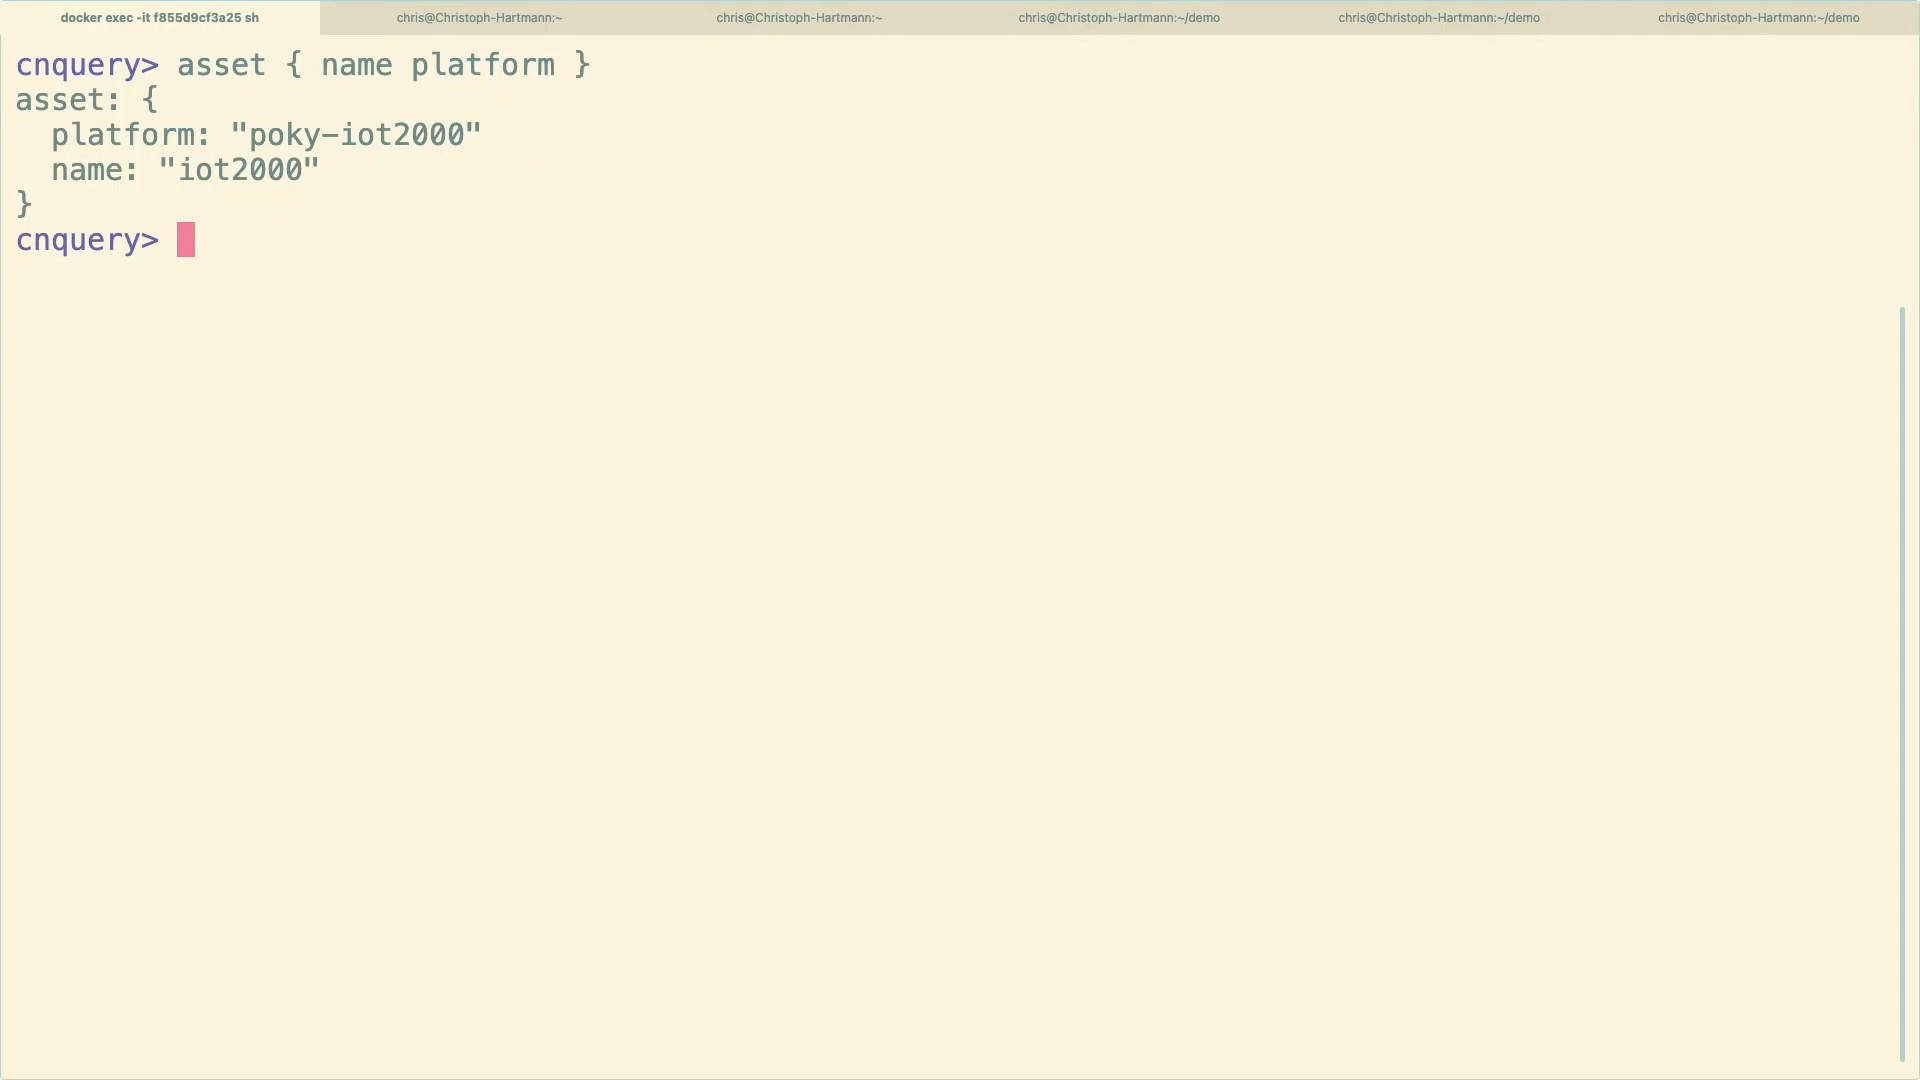 docker exec -it f855d9cf3a25 sh
chris@Christoph-Hartmann:~
chris@Christoph-Hartmann:~
chris@Christoph-Hartmann:~/demo
chris@Christoph-Hartmann:~/demo
chris@Christoph-Hartmann:~/demo
cnquery> asset { name platform }
asset: {
  platform: "poky-iot2000"
  name: "iot2000"
}
cnquery>